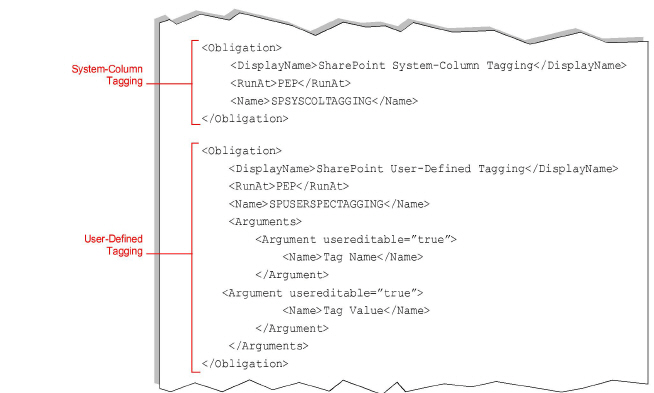 System-Column
Tagging
<Obligation>
<DisplayName>SharePoint System-Column Tagging</DisplayName>
<RunAt>PEP</RunAt>
<Name>SPSYSCOLTAGGING</Name>
</Obligation>
User-Defined
Tagging
<Obligation>
<DisplayName>SharePoint User-Defined Tagging</DisplayName>
<RunAt>PEP</RunAt>
<Name>SPUSERSPECTAGGING</Name>
<Arguments>
<Argument usereditable=”true”>
<Name>Tag Name</Name>
</Argument>
<Argument usereditable=”true”>
<Name>Tag Value</Name>
</Argument>
</Arguments>
</Obligation>